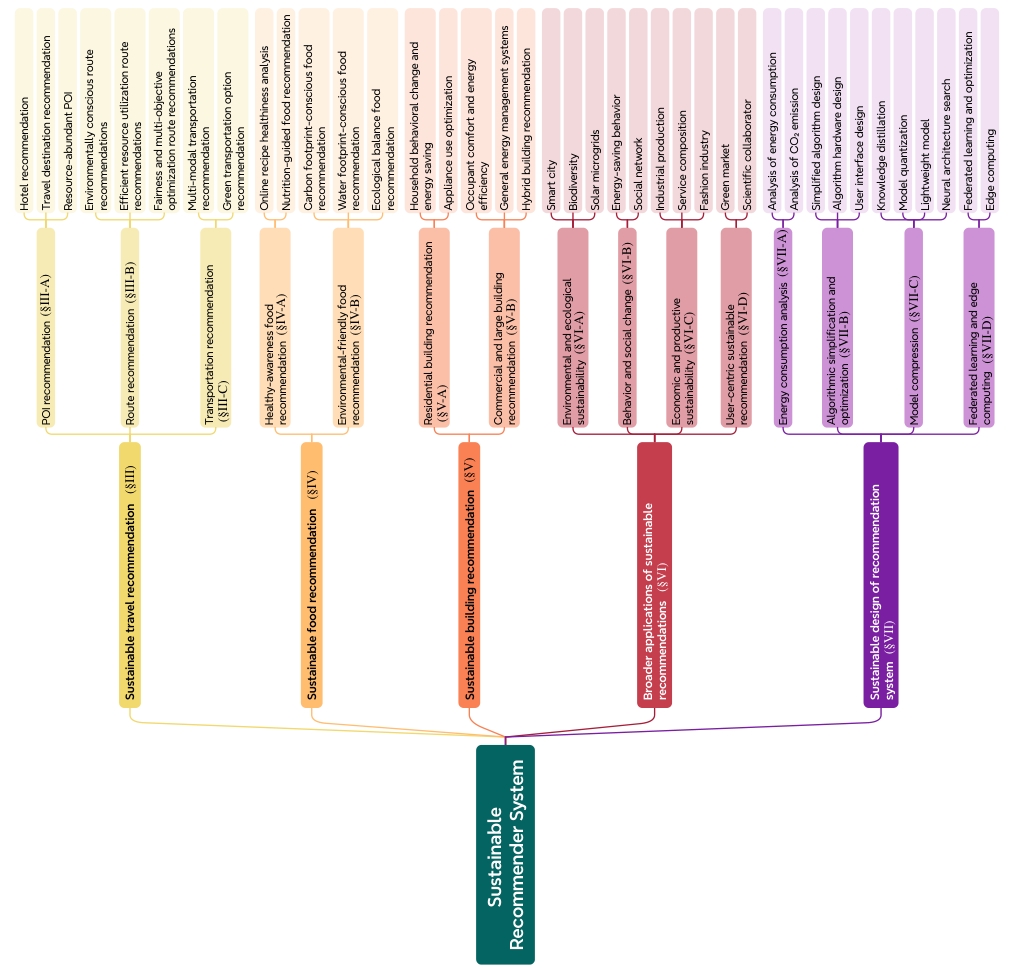 Sustainable
Recommender System
Sustainable travel recommendation (§III)
POI recommendation (§III-A)
Hotel recommendation
Travel destination recommendation
Resource-abundant POI
Route recommendation (§III-B)
Environmentally conscious route
recommendations
Efficient resource utilization route
recommendations
Fairness and multi-objective
optimization route recommendations
Transportation recommendation
(§III-C)
Multi-modal transportation
recommendation
Green transportation option
recommendation
Sustainable food recommendation (§IV)
Healthy-awareness food
recommendation (§IV-A)
Online recipe healthiness analysis
Nutrition-guided food recommendation
Environmental-friendly food
recommendation (§IV-B)
Carbon footprint-conscious food
recommendation
Water footprint-conscious food
recommendation
Ecological balance food
recommendation
Sustainable building recommendation (§V)
Residential building recommendation
(§V-A)
Household behavioral change and
energy saving
Appliance use optimization
Commercial and large building
recommendation (§V-B)
Occupant comfort and energy
efficiency
General energy management systems
Hybrid building recommendation
Broader applications of sustainable
recommendations (§VI)
Environmental and ecological
sustainability (§VI-A)
Smart city
Biodiversity
Solar microgrids
Behavior and social change (§VI-B)
Energy-saving behavior
Social network
Economic and productive
sustainability (§VI-C)
Industrial production
Service composition
Fashion industry
User-centric sustainable
recommendation (§VI-D)
Green market
Scientific collaborator
Sustainable design of recommendation
system (§VII)
Energy consumption analysis (§VII-A)
Analysis of energy consumption
Analysis of CO₂ emission
Algorithmic simplification and
optimization (§VII-B)
Simplified algorithm design
Algorithm hardware design
User interface design
Model compression (§VII-C)
Knowledge distillation
Model quantization
Lightweight model
Neural architecture search
Federated learning and edge
computing (§VII-D)
Federated learning and optimization
Edge computing